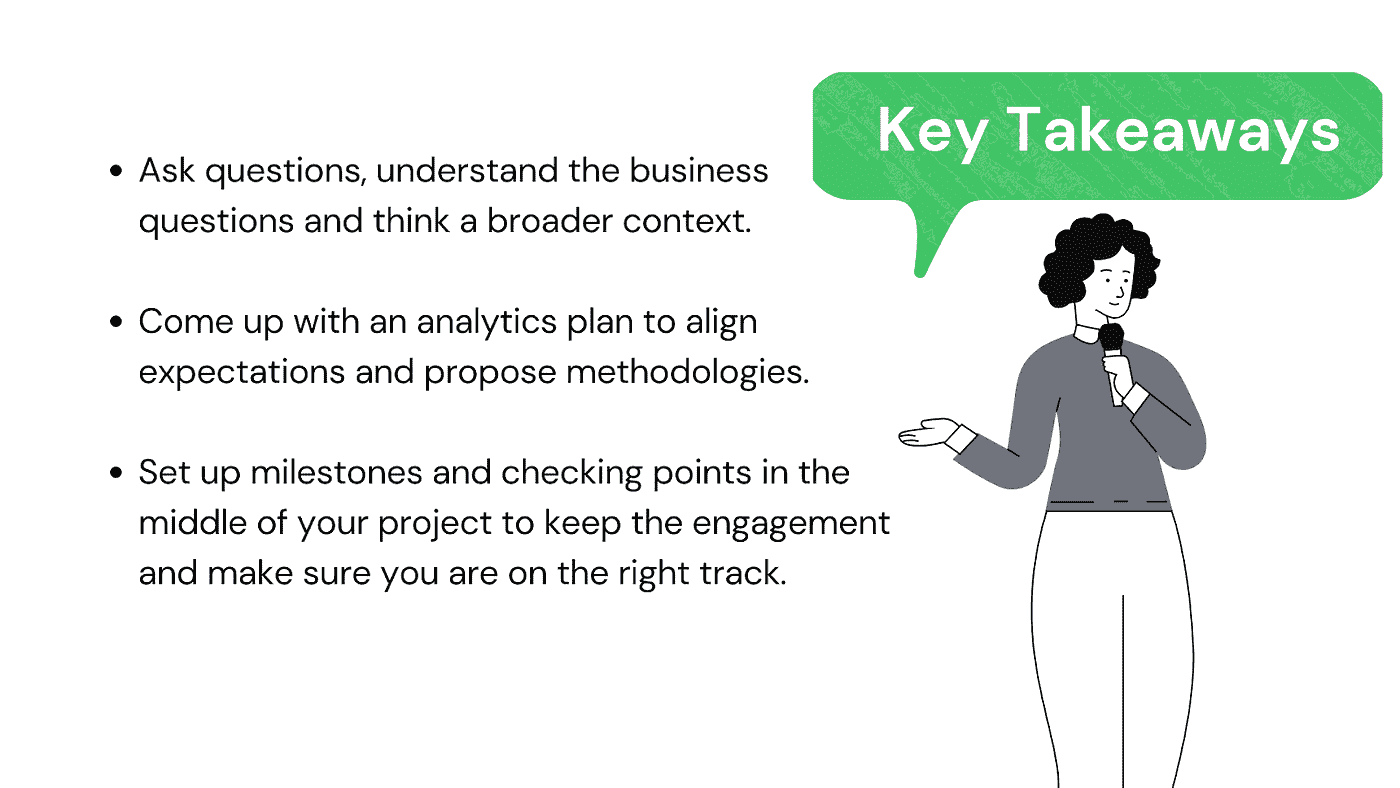 Key Takeaways
• Ask questions, understand the business
questions and think a broader context.
• Come up with an analytics plan to align
expectations and propose methodologies.
• Set up milestones and checking points in the
middle of your project to keep the engagement
and make sure you are on the right track.